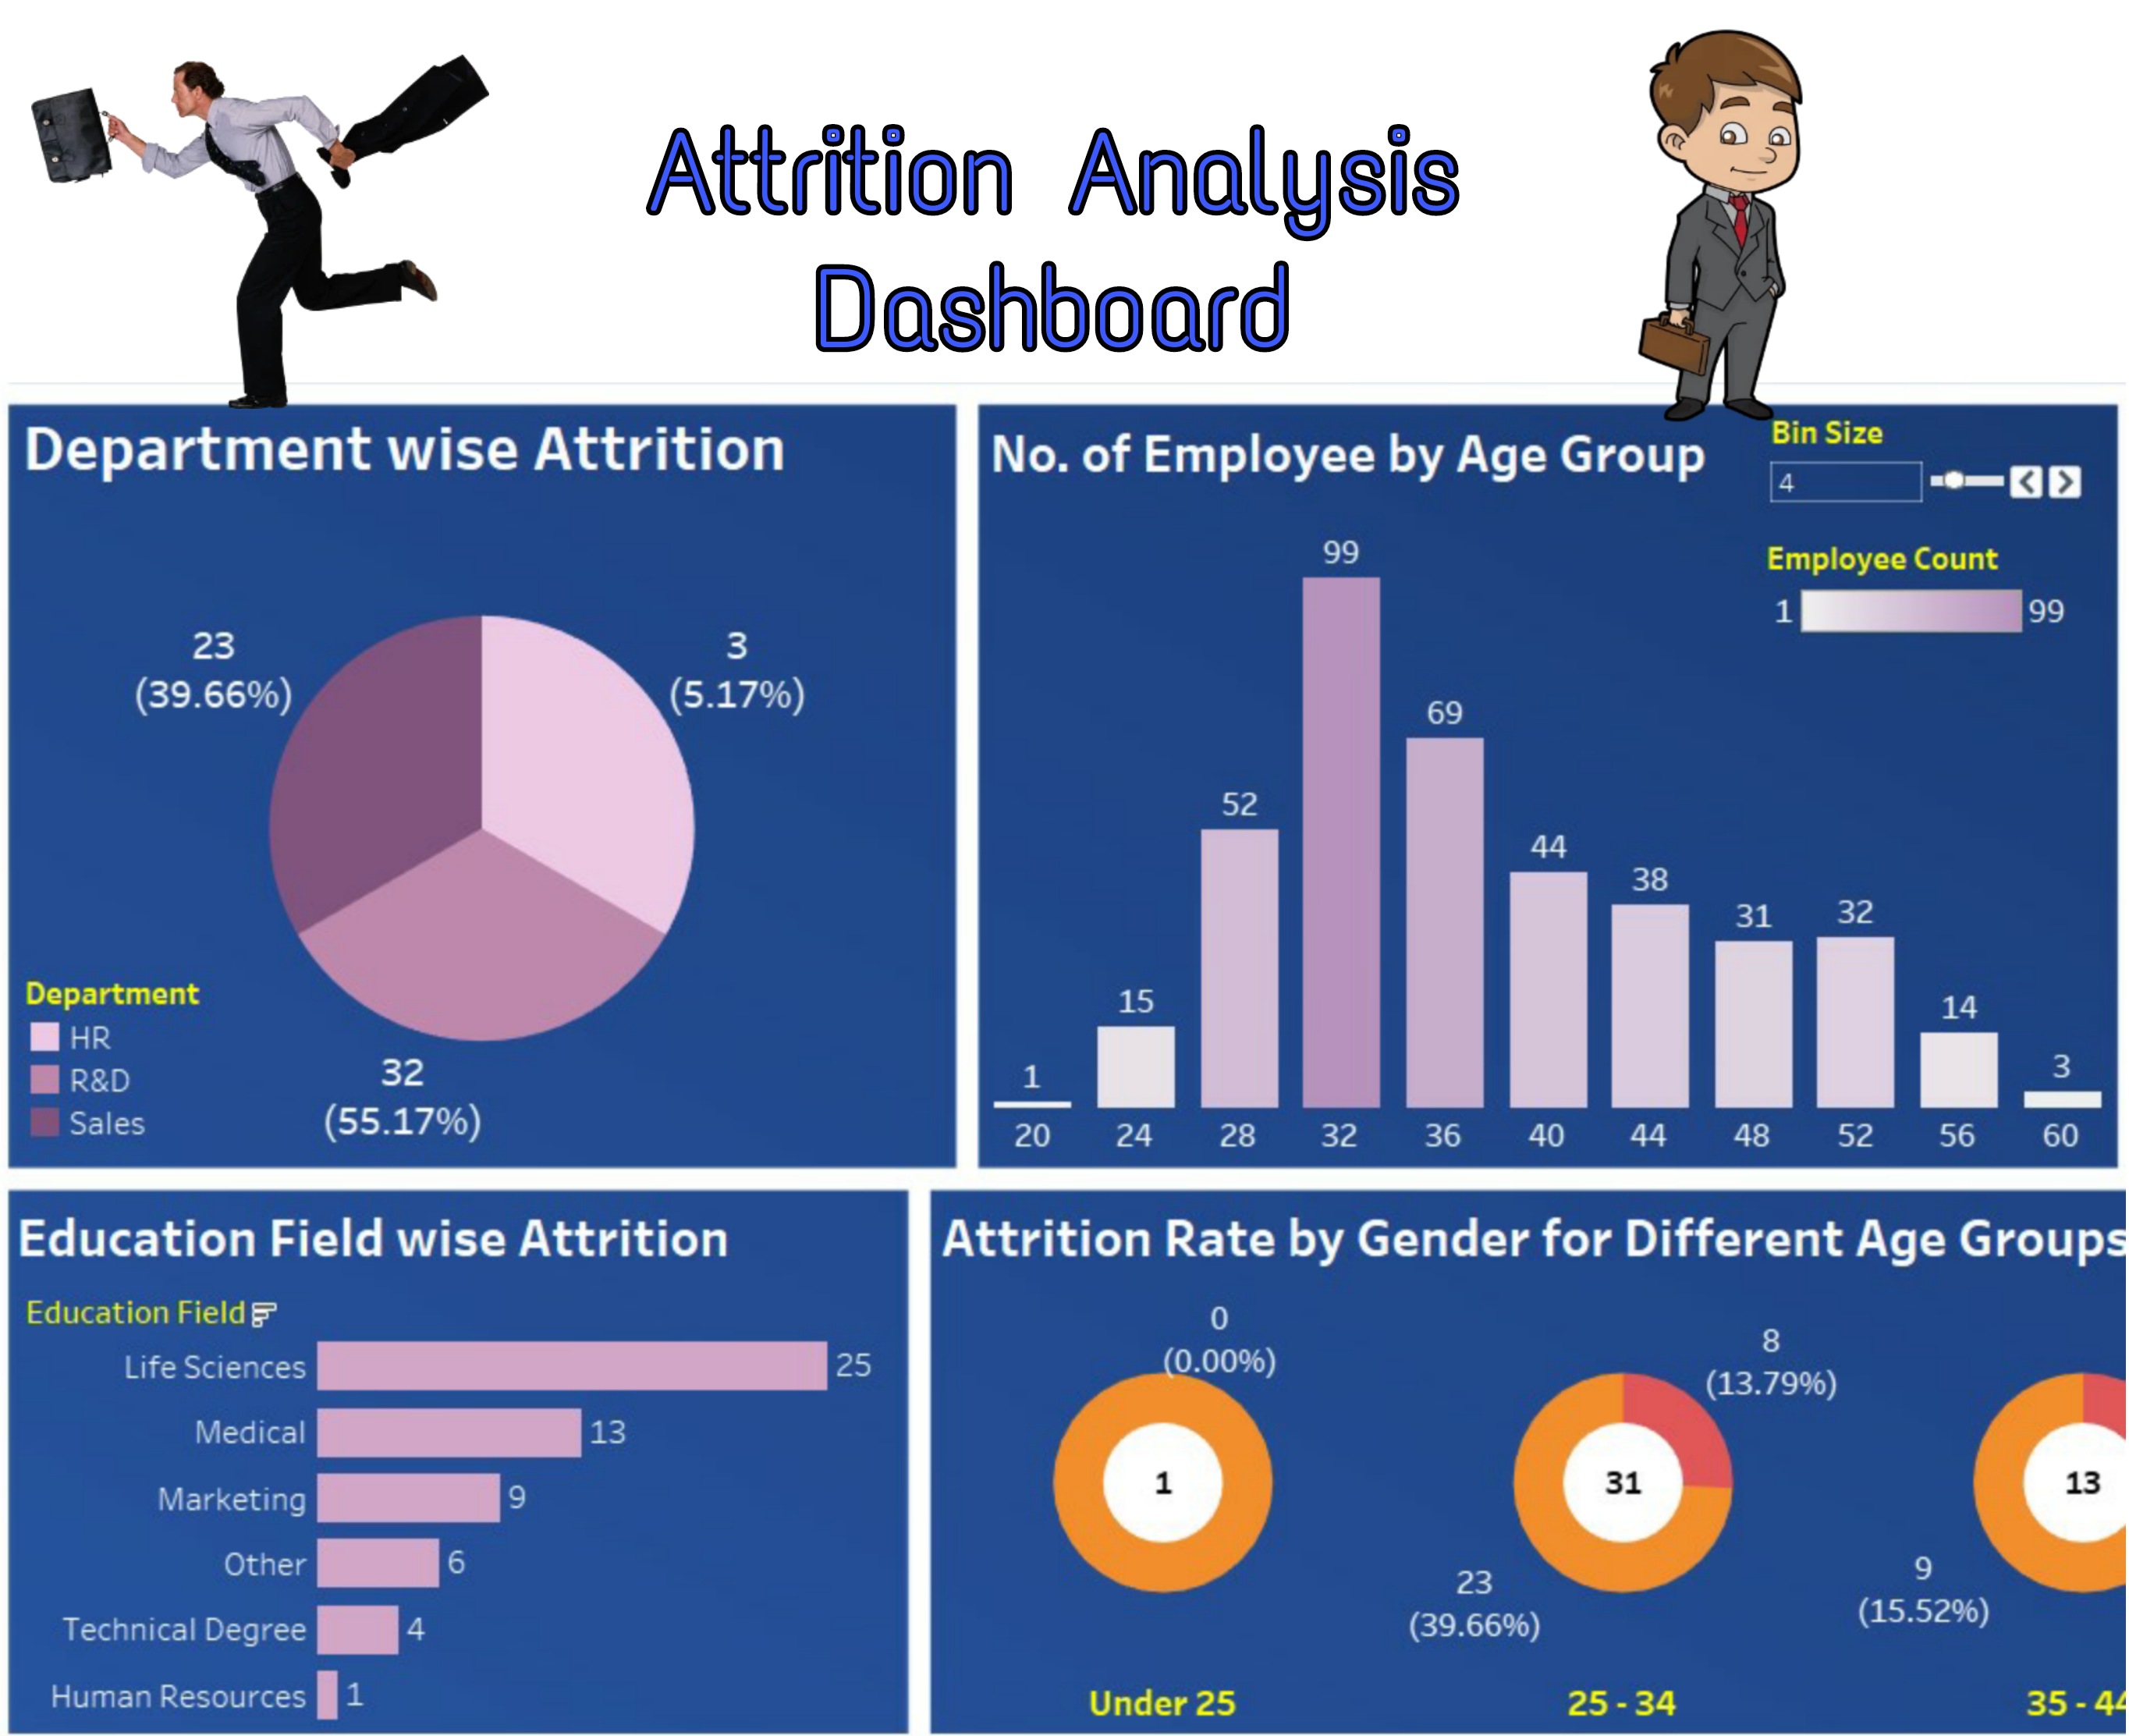 Attrition Analysis
Dashboard
Department wise Attrition
23
(39.66%)
3
(5.17%)
32
(55.17%)
Department
HR
R&D
Sales
No. of Employee by Age Group
Bin Size
4
Employee Count
1 99
99
69
52
44
38
31
32
15
14
1
3
20 24 28 32 36 40 44 48 52 56 60
Education Field wise Attrition
Education Field
Life Sciences 25
Medical 13
Marketing 9
Other 6
Technical Degree 4
Human Resources 1
Attrition Rate by Gender for Different Age Groups
0
(0.00%)
1
Under 25
8
(13.79%)
31
23
(39.66%)
25 - 34
13
9
(15.52%)
35 - 44